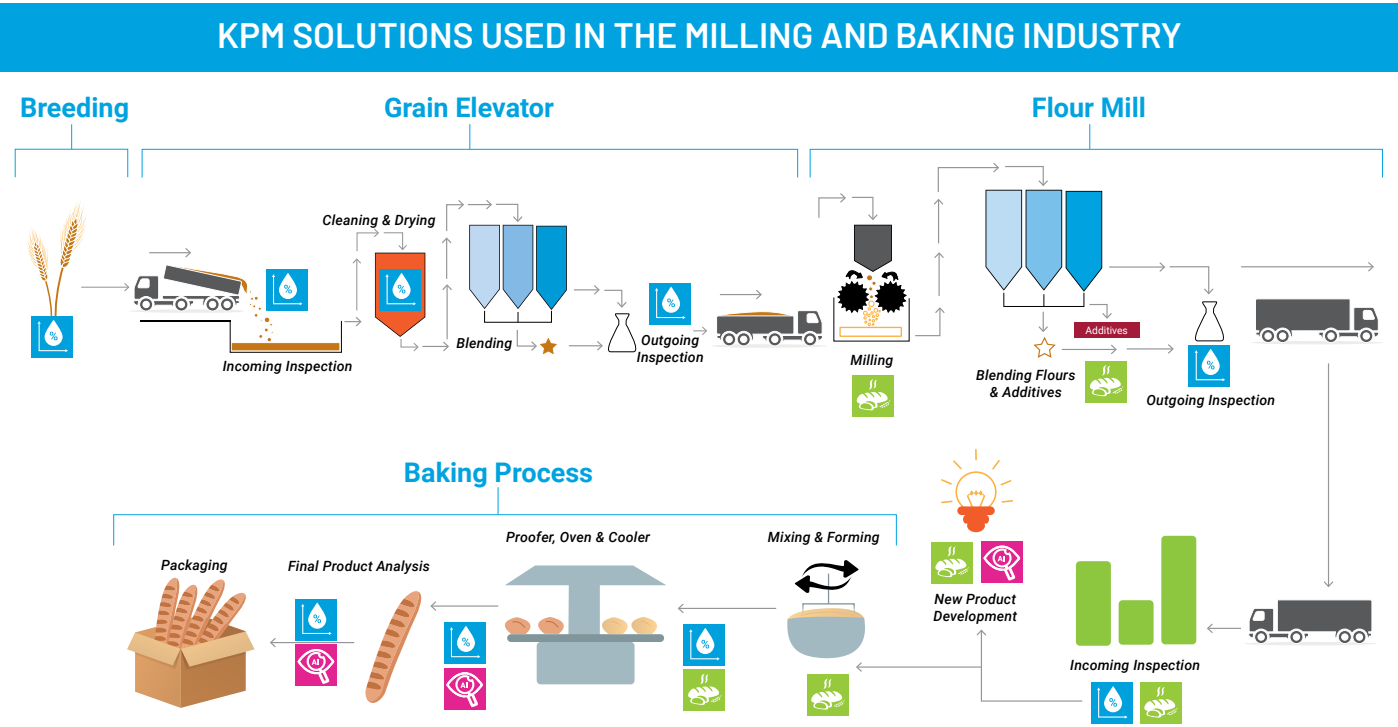 KPM SOLUTIONS USED IN THE MILLING AND BAKING INDUSTRY
Breeding
Grain Elevator
Flour Mill
%
%
Incoming Inspection
Cleaning & Drying
%
Blending
%
Outgoing
Inspection
Milling
Additives
Blending Flours
& Additives
%
Outgoing Inspection
Baking Process
Packaging
Final Product Analysis
%
AI
Proofer, Oven & Cooler
%
AI
%
Mixing & Forming
AI
New Product
Development
Incoming Inspection
%